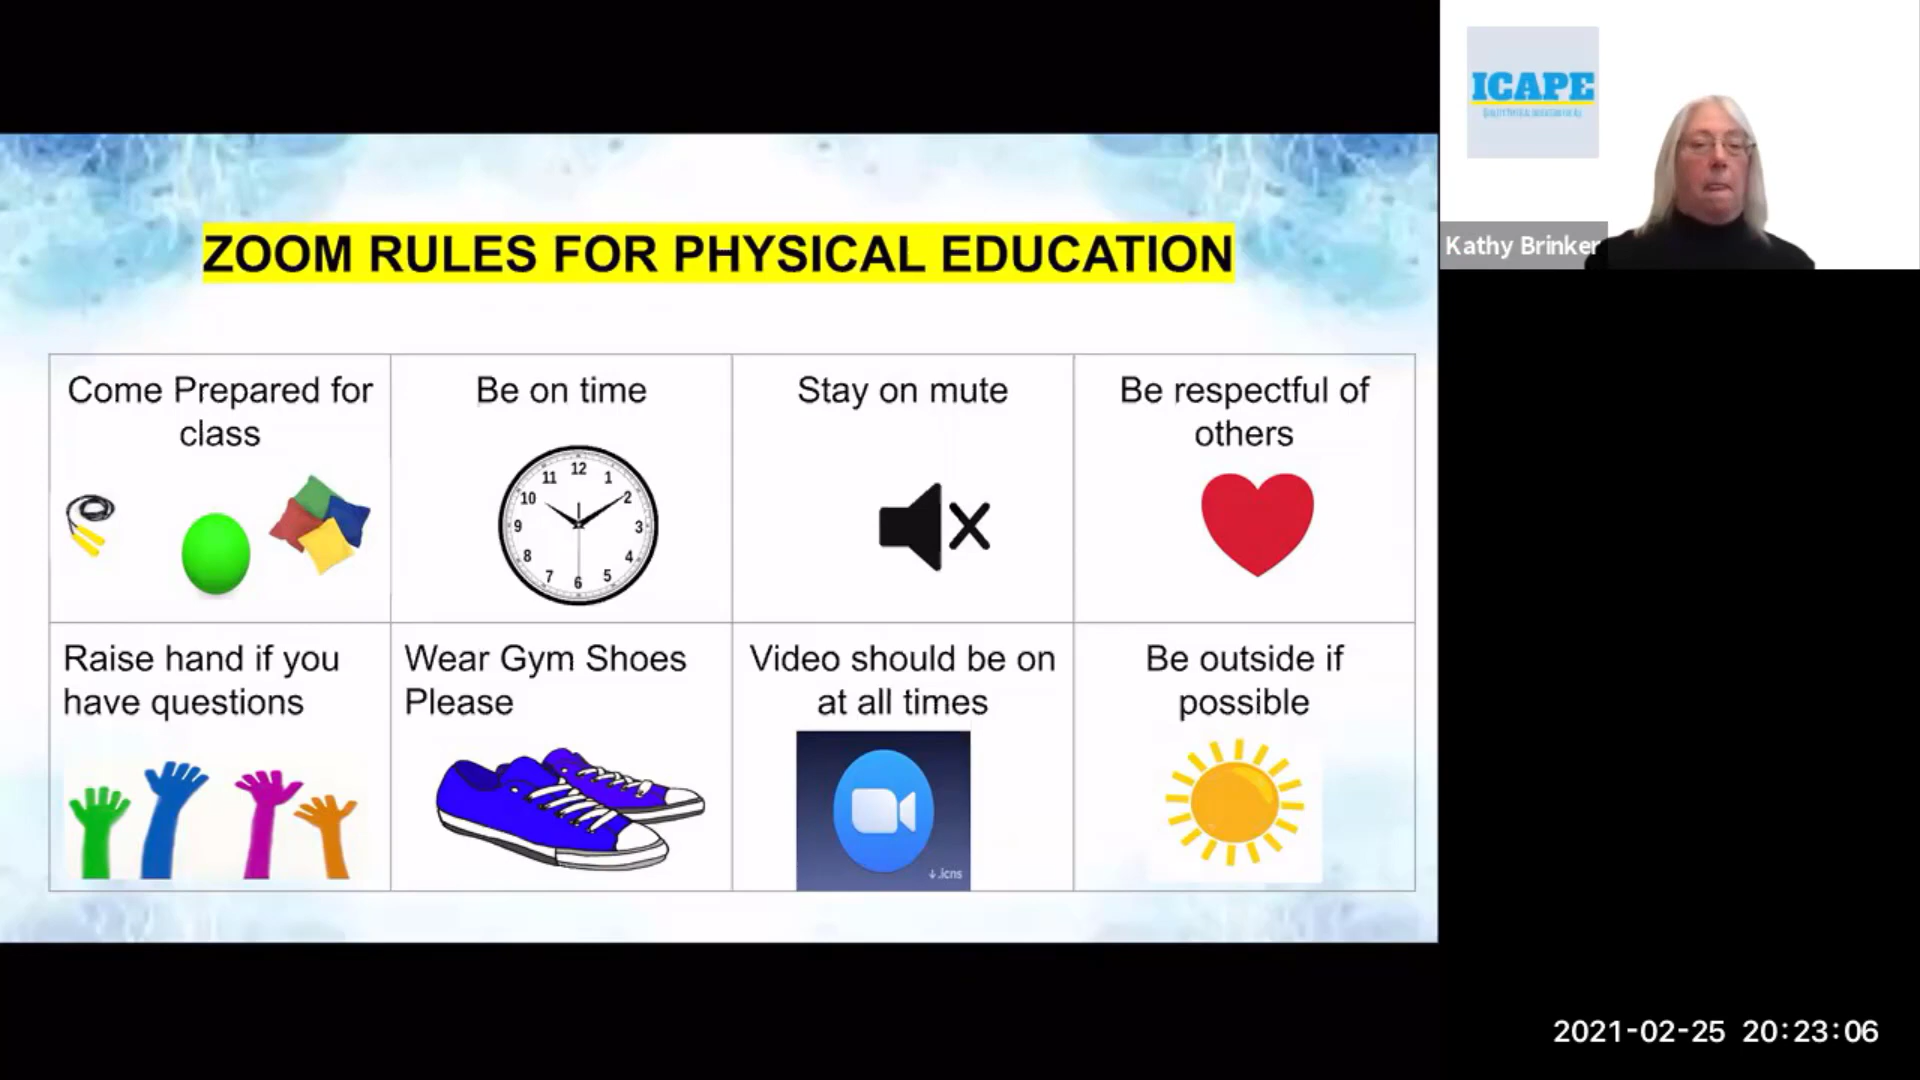 ICAPE
Kathy Brinker
ZOOM RULES FOR PHYSICAL EDUCATION
Come Prepared for
class
Be on time
12
11
1
10
2
9
3
8
4
7
5
6
Stay on mute
Be respectful of
others
Raise hand if you
have questions
Wear Gym Shoes
Please
Video should be on
at all times
↓.icns
Be outside if
possible
2021-02-25 20:23:06